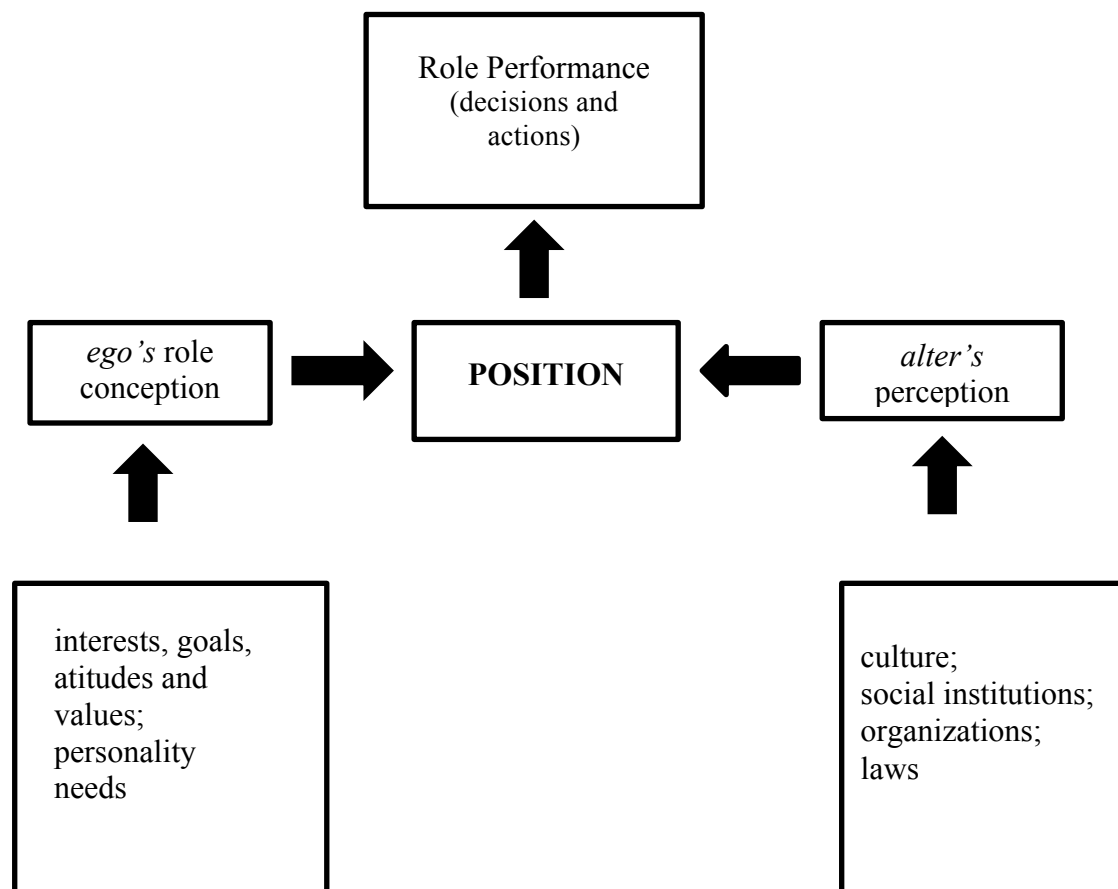 Role Performance
(decisions and
actions)
ego’s role
conception
POSITION
alter’s
perception
interests, goals,
atitudes and
values;
personality
needs
culture;
social institutions;
organizations;
laws